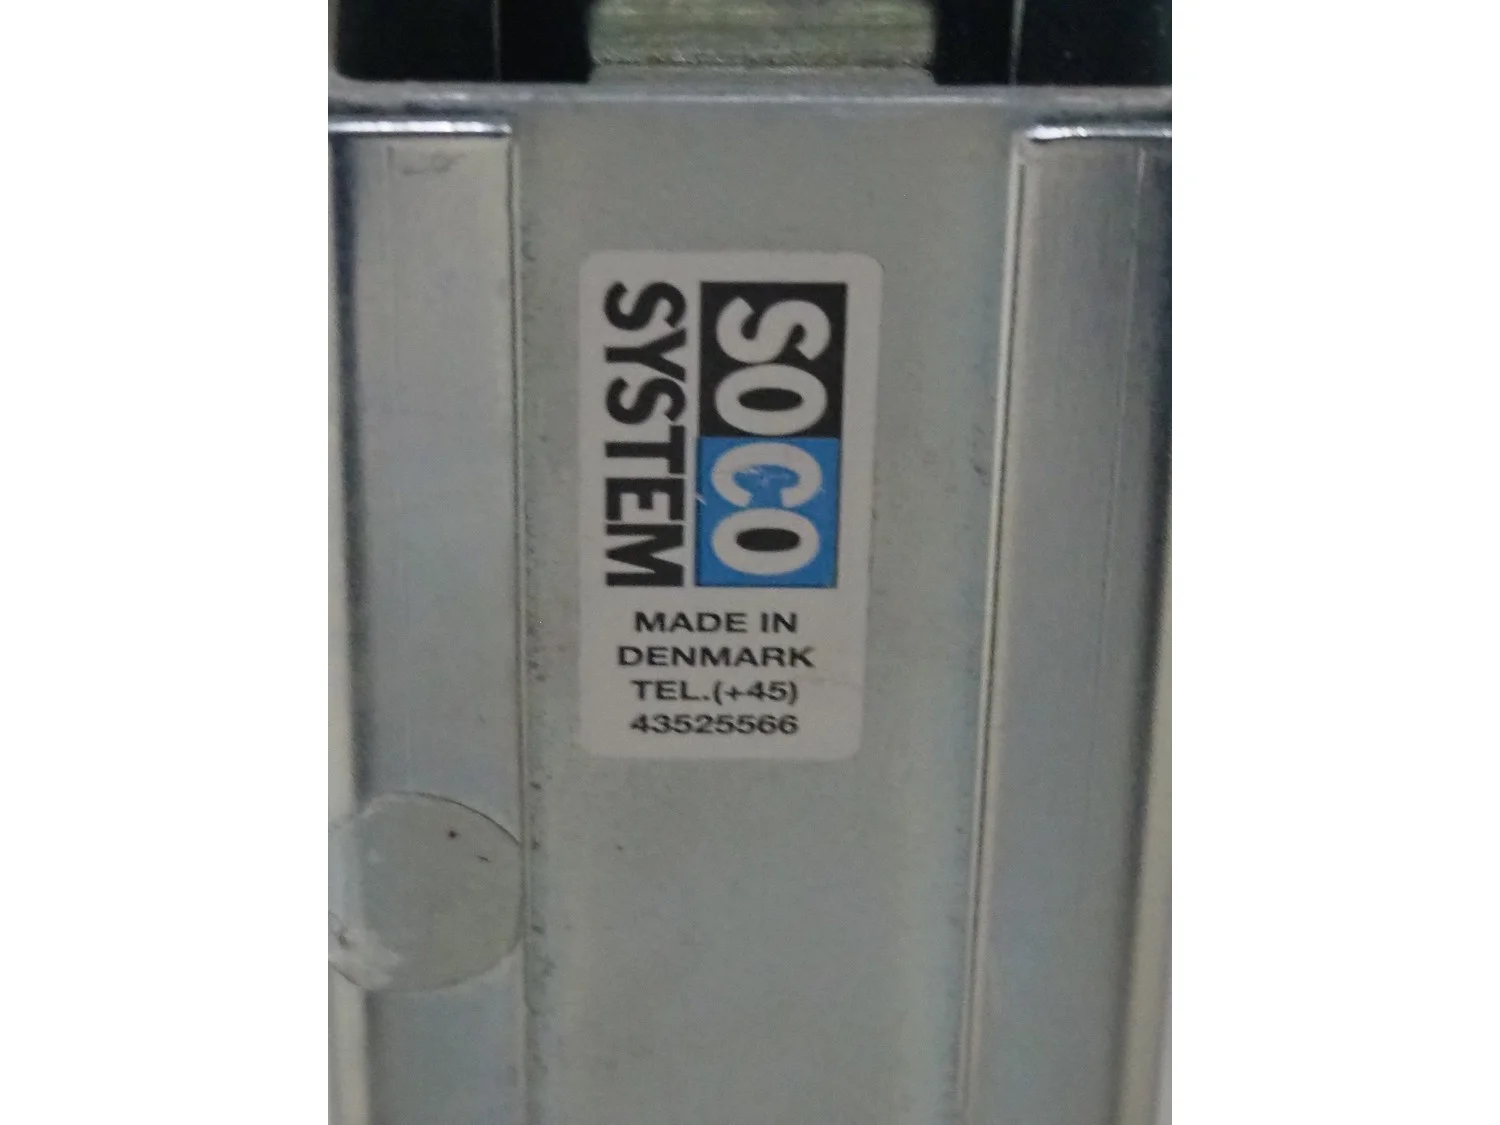 SOCO
SYSTEM
MADE IN
DENMARK
TEL.(+45)
43525566